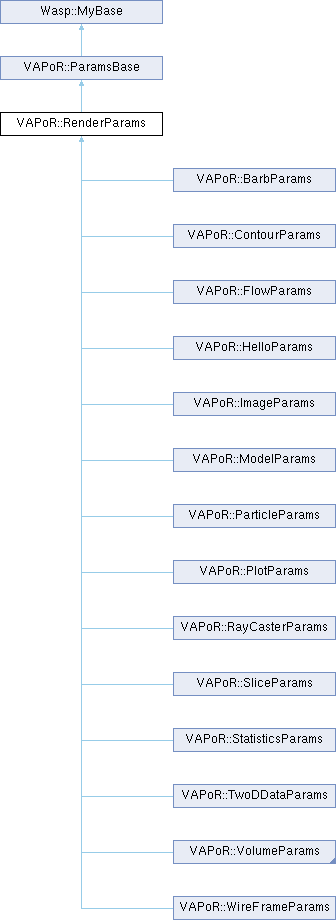 Wasp::MyBase
VAPoR::ParamsBase
VAPoR::RenderParams
VAPoR::BarbParams
VAPoR::ContourParams
VAPoR::FlowParams
VAPoR::HelloParams
VAPoR::ImageParams
VAPoR::ModelParams
VAPoR::ParticleParams
VAPoR::PlotParams
VAPoR::RayCasterParams
VAPoR::SliceParams
VAPoR::StatisticsParams
VAPoR::TwoDDataParams
VAPoR::VolumeParams
VAPoR::WireFrameParams